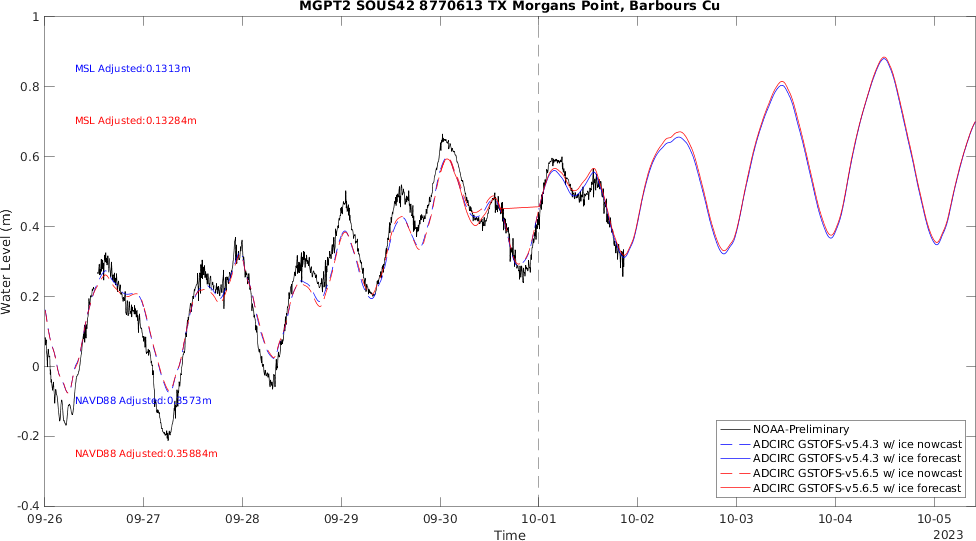 MGPT2 SOUS42 8770613 TX Morgans Point, Barbours Cu
1
0.8
0.6
0.4
0.2
0
-0.2
-0.4
Water Level (m)
MSL Adjusted:0.1313m
MSL Adjusted:0.13284m
NAVD88 Adjusted:0.3573m
NAVD88 Adjusted:0.35884m
NOAA-Preliminary
ADCIRC GSTOFS-v5.4.3 w/ ice nowcast
ADCIRC GSTOFS-v5.4.3 w/ ice forecast
ADCIRC GSTOFS-v5.6.5 w/ ice nowcast
ADCIRC GSTOFS-v5.6.5 w/ ice forecast
09-26 09-27 09-28 09-29 09-30 10-01 10-02 10-03 10-04 10-05
Time
2023